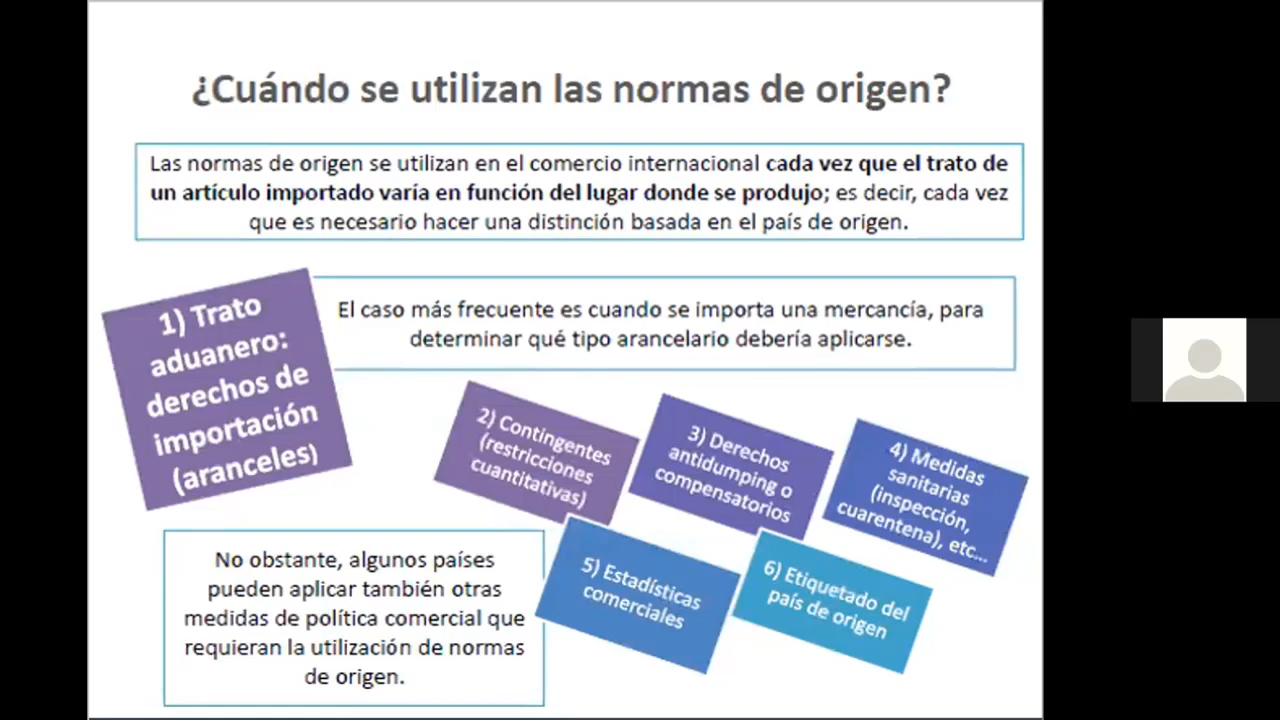 ¿Cuándo se utilizan las normas de origen?
Las normas de origen se utilizan en el comercio internacional cada vez que el trato de
un artículo importado varía en función del lugar donde se produjo; es decir, cada vez
que es necesario hacer una distinción basada en el país de origen.
1) Trato
aduanero:
derechos de
importación
(aranceles)
El caso más frecuente es cuando se importa una mercancía, para
determinar qué tipo arancelario debería aplicarse.
2) Contingentes
(restricciones
cuantitativas)
3) Derechos
antidumping o
compensatorios
4) Medidas
sanitarias
(inspección,
cuarentena), etc...
No obstante, algunos países
pueden aplicar también otras
medidas de política comercial que
requieran la utilización de normas
de origen.
5) Estadísticas
comerciales
6) Etiquetado del
país de origen